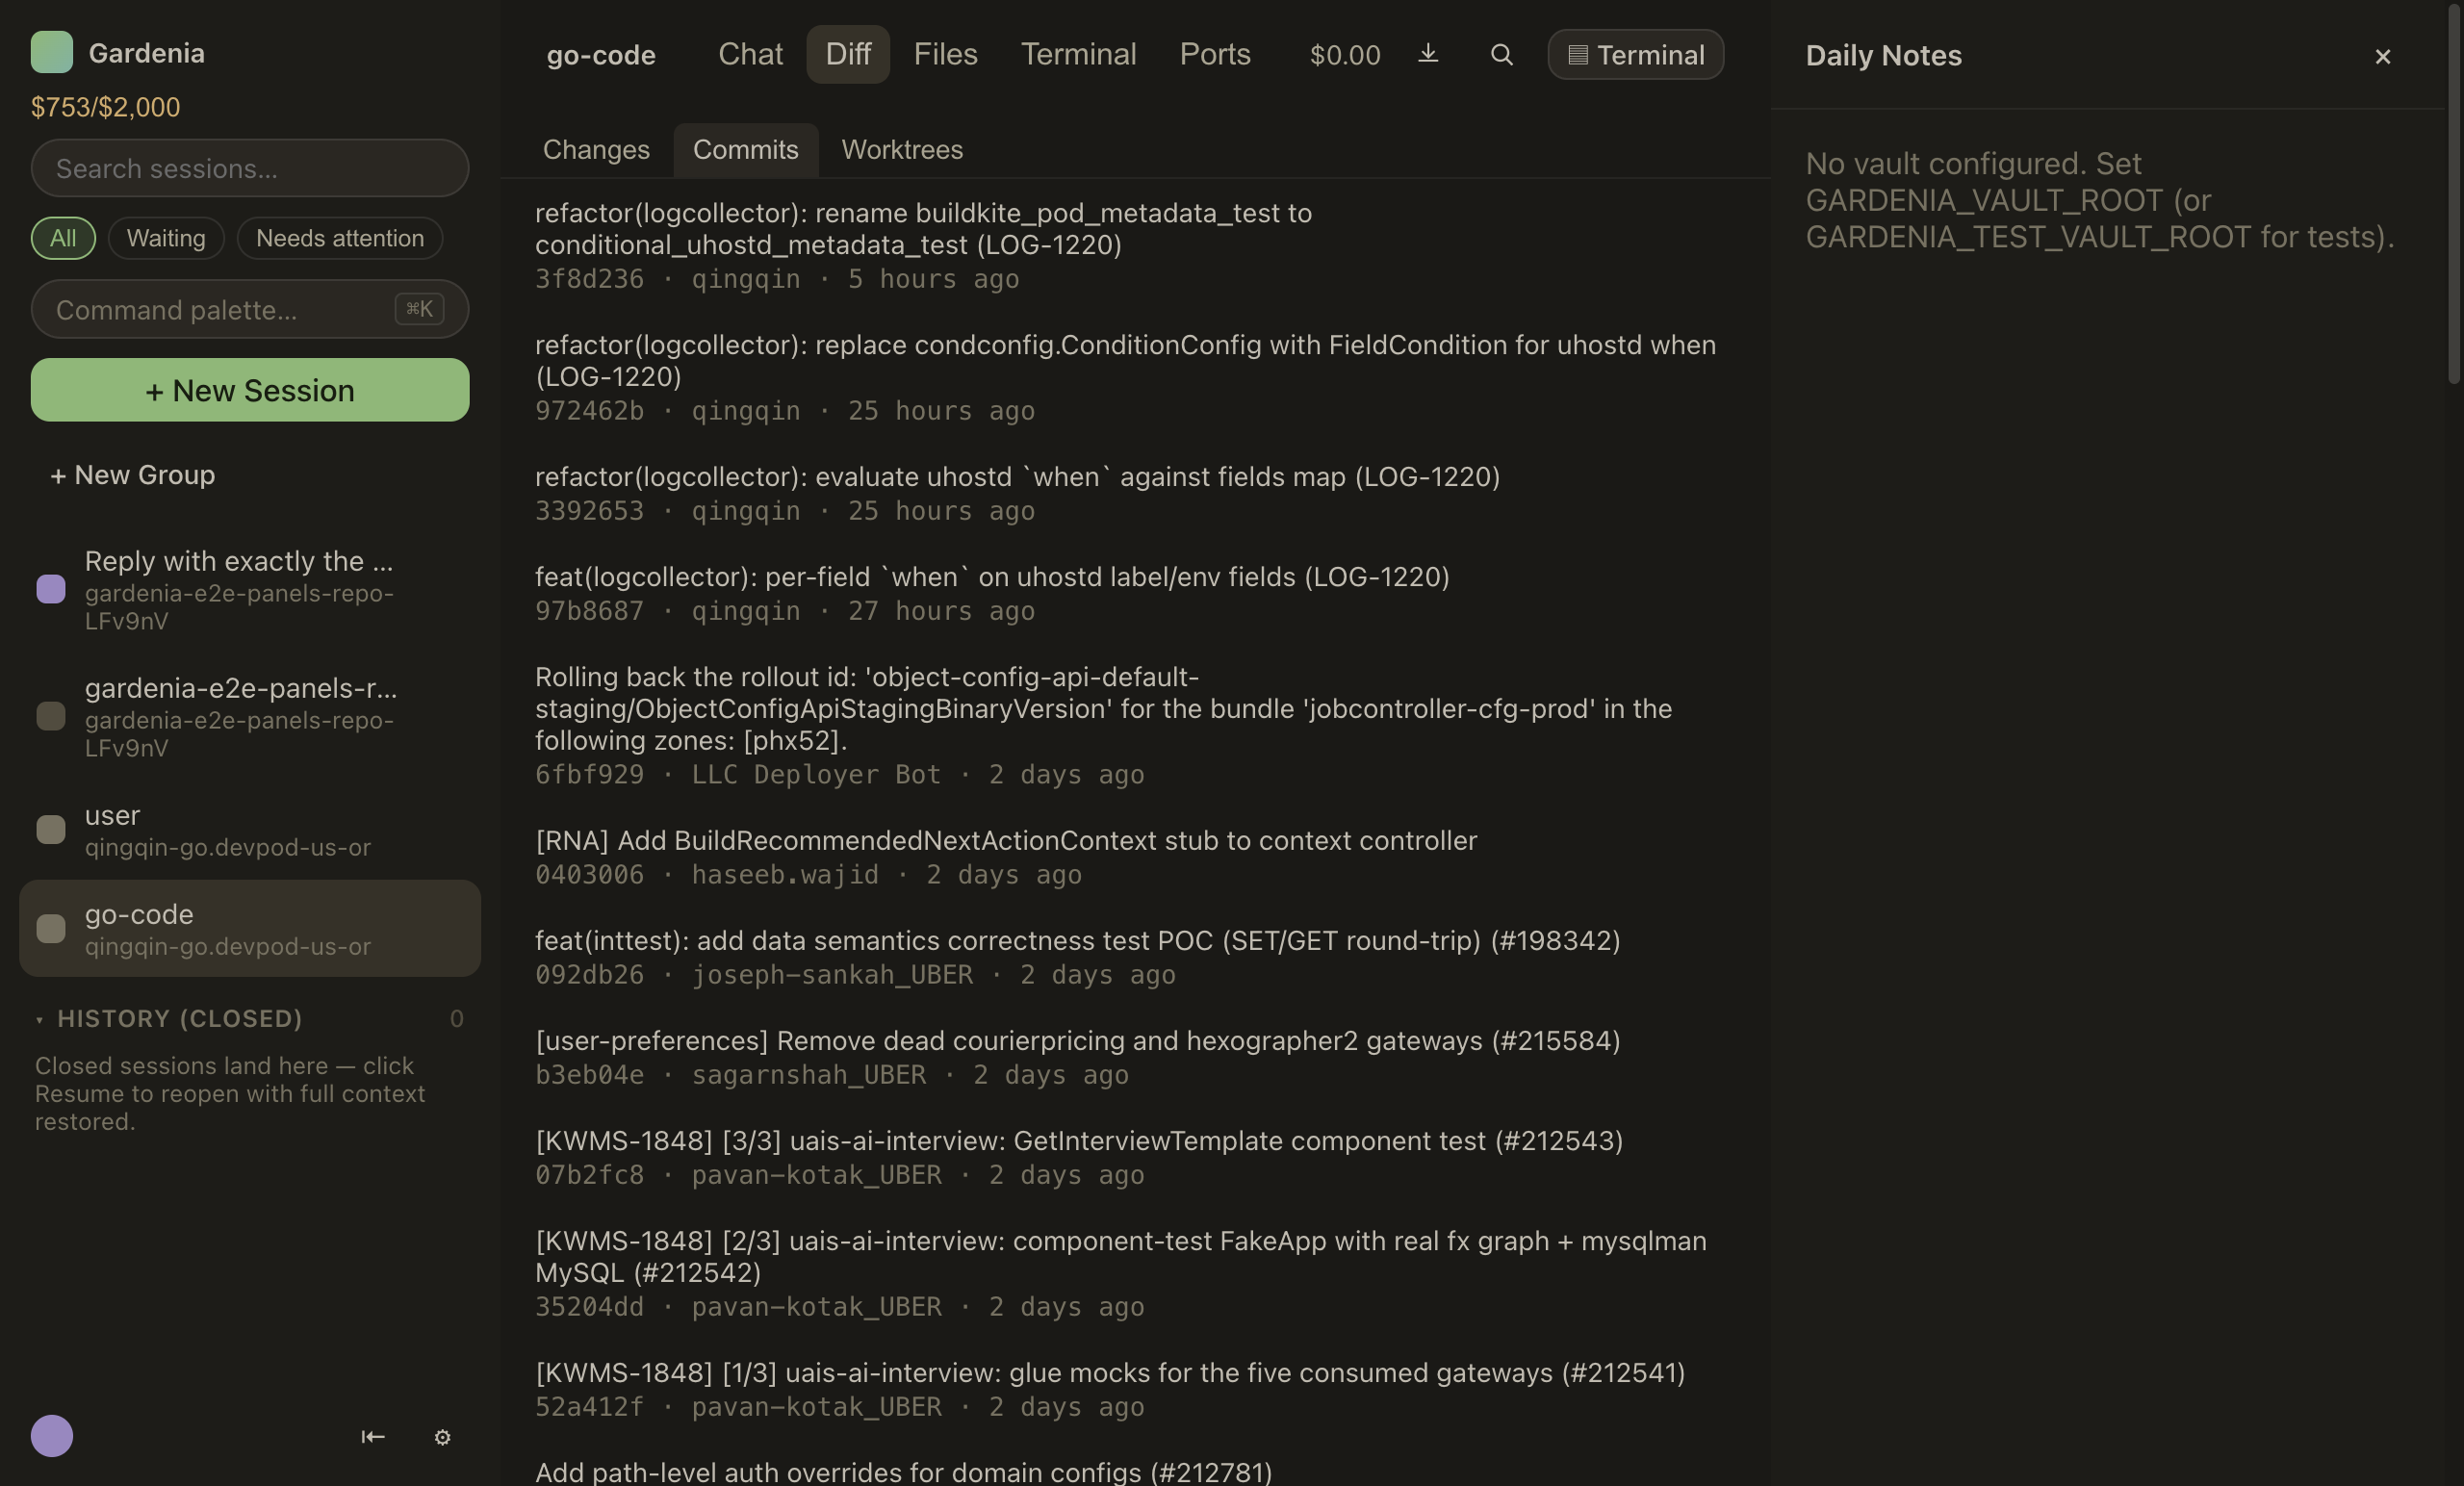 Gardenia
$753/$2,000
Search sessions...
All
Waiting
Needs attention
Command palette...
⌘K
+ New Session
+ New Group
Reply with exactly the ...
gardenia-e2e-panels-repo-
LFv9nV
gardenia-e2e-panels-r...
gardenia-e2e-panels-repo-
LFv9nV
user
qingqin-go.devpod-us-or
go-code
qingqin-go.devpod-us-or
HISTORY (CLOSED)
0
Closed sessions land here — click
Resume to reopen with full context
restored.
go-code
Chat
Diff
Files
Terminal
Ports
$0.00
Terminal
Changes
Commits
Worktrees
refactor(logcollector): rename buildkite_pod_metadata_test to
conditional_uhostd_metadata_test (LOG-1220)
3f8d236 · qingqin · 5 hours ago
refactor(logcollector): replace condconfig.ConditionConfig with FieldCondition for uhostd when
(LOG-1220)
972462b · qingqin · 25 hours ago
refactor(logcollector): evaluate uhostd `when` against fields map (LOG-1220)
3392653 · qingqin · 25 hours ago
feat(logcollector): per-field `when` on uhostd label/env fields (LOG-1220)
97b8687 · qingqin · 27 hours ago
Rolling back the rollout id: 'object-config-api-default-
staging/ObjectConfigApiStagingBinaryVersion' for the bundle 'jobcontroller-cfg-prod' in the
following zones: [phx52].
6fbf929 · LLC Deployer Bot · 2 days ago
[RNA] Add BuildRecommendedNextActionContext stub to context controller
0403006 · haseeb.wajid · 2 days ago
feat(inttest): add data semantics correctness test POC (SET/GET round-trip) (#198342)
092db26 · joseph-sankah_UBER · 2 days ago
[user-preferences] Remove dead courierpricing and hexographer2 gateways (#215584)
b3eb04e · sagarnshah_UBER · 2 days ago
[KWMS-1848] [3/3] uais-ai-interview: GetInterviewTemplate component test (#212543)
07b2fc8 · pavan-kotak_UBER · 2 days ago
[KWMS-1848] [2/3] uais-ai-interview: component-test FakeApp with real fx graph + mysqlman
MySQL (#212542)
35204dd · pavan-kotak_UBER · 2 days ago
[KWMS-1848] [1/3] uais-ai-interview: glue mocks for the five consumed gateways (#212541)
52a412f · pavan-kotak_UBER · 2 days ago
Add path-level auth overrides for domain configs (#212781)
Daily Notes
×
No vault configured. Set
GARDENIA_VAULT_ROOT (or
GARDENIA_TEST_VAULT_ROOT for tests).